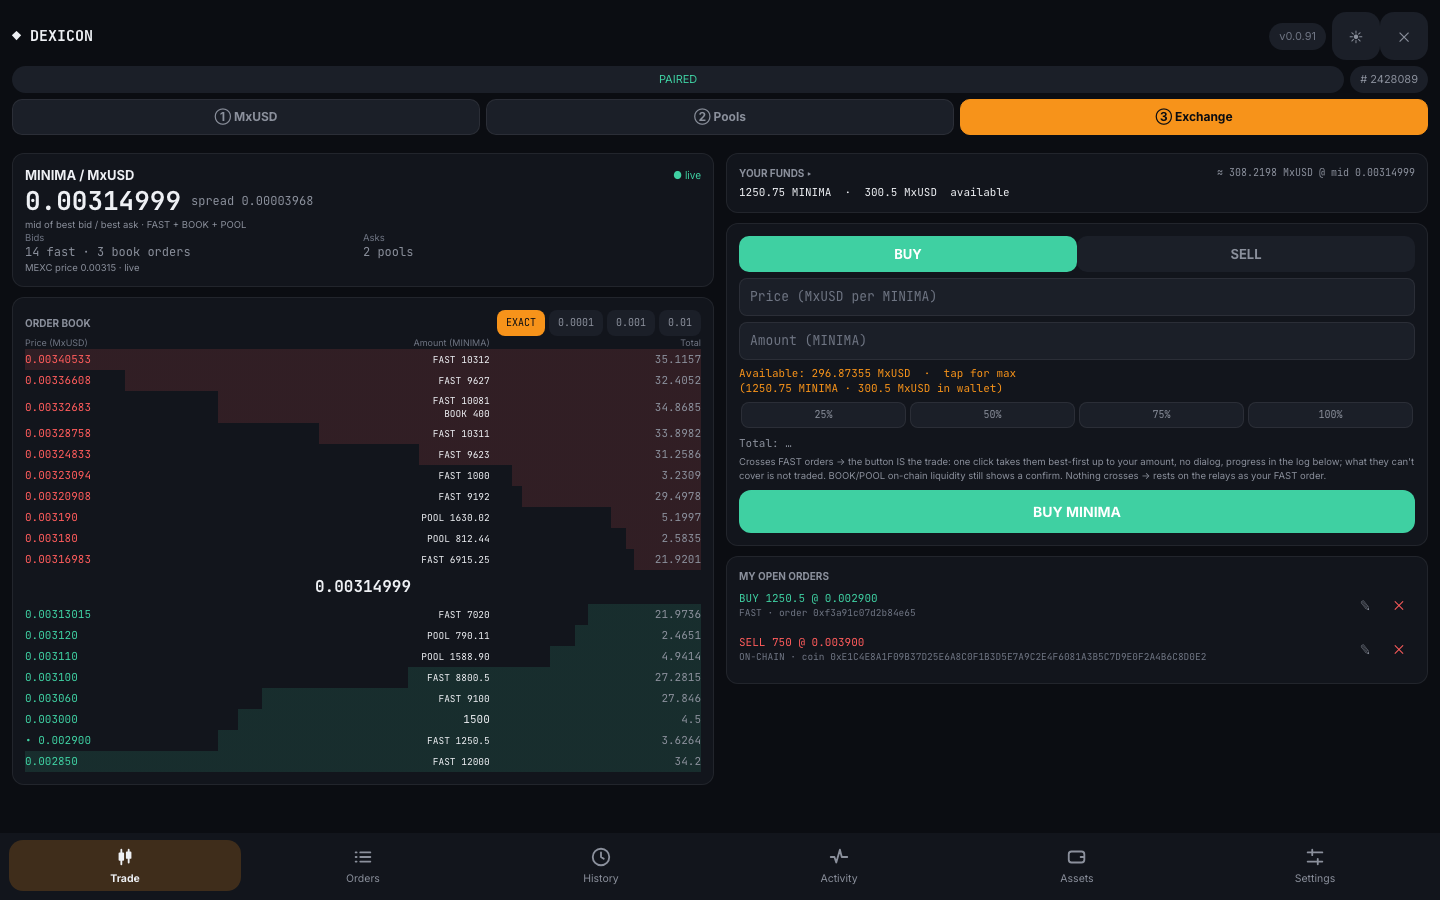 ◆ DEXICON
v0.0.91
PAIRED
# 2428089
① MxUSD
② Pools
③ Exchange
MINIMA / MxUSD
live
0.00314999 spread 0.00003968
mid of best bid / best ask · FAST + BOOK + POOL
Bids Asks
14 fast · 3 book orders 2 pools
MEXC price 0.00315 · live
ORDER BOOK
EXACT 0.0001 0.001 0.01
Price (MxUSD) Amount (MINIMA) Total
0.00340533 FAST 10312 35.1157
0.00336608 FAST 9627 32.4052
0.00332683 FAST 10081 34.8685
BOOK 400
0.00328758 FAST 10311 33.8982
0.00324833 FAST 9623 31.2586
0.00323094 FAST 1000 3.2309
0.00320908 FAST 9192 29.4978
0.003190 POOL 1630.02 5.1997
0.003180 POOL 812.44 2.5835
0.00316983 FAST 6915.25 21.9201
0.00314999
0.00313015 FAST 7020 21.9736
0.003120 POOL 790.11 2.4651
0.003110 POOL 1588.90 4.9414
0.003100 FAST 8800.5 27.2815
0.003060 FAST 9100 27.846
0.003000 1500 4.5
• 0.002900 FAST 1250.5 3.6264
0.002850 FAST 12000 34.2
YOUR FUNDS ▸ ≈ 308.2198 MxUSD @ mid 0.00314999
1250.75 MINIMA · 300.5 MxUSD available
BUY SELL
Price (MxUSD per MINIMA)
Amount (MINIMA)
Available: 296.87355 MxUSD · tap for max
(1250.75 MINIMA · 300.5 MxUSD in wallet)
25% 50% 75% 100%
Total: …
Crosses FAST orders → the button IS the trade: one click takes them best-first up to your amount, no dialog, progress in the log below; what they can't
cover is not traded. BOOK/POOL on-chain liquidity still shows a confirm. Nothing crosses → rests on the relays as your FAST order.
BUY MINIMA
MY OPEN ORDERS
BUY 1250.5 @ 0.002900
FAST · order 0xf3a91c07d2b84e65
SELL 750 @ 0.003900
ON-CHAIN · coin 0xE1C4E8A1F09B37D25E6A8C0F1B3D5E7A9C2E4F6081A3B5C7D9E0F2A4B6C8D0E2
Trade
Orders
History
Activity
Assets
Settings